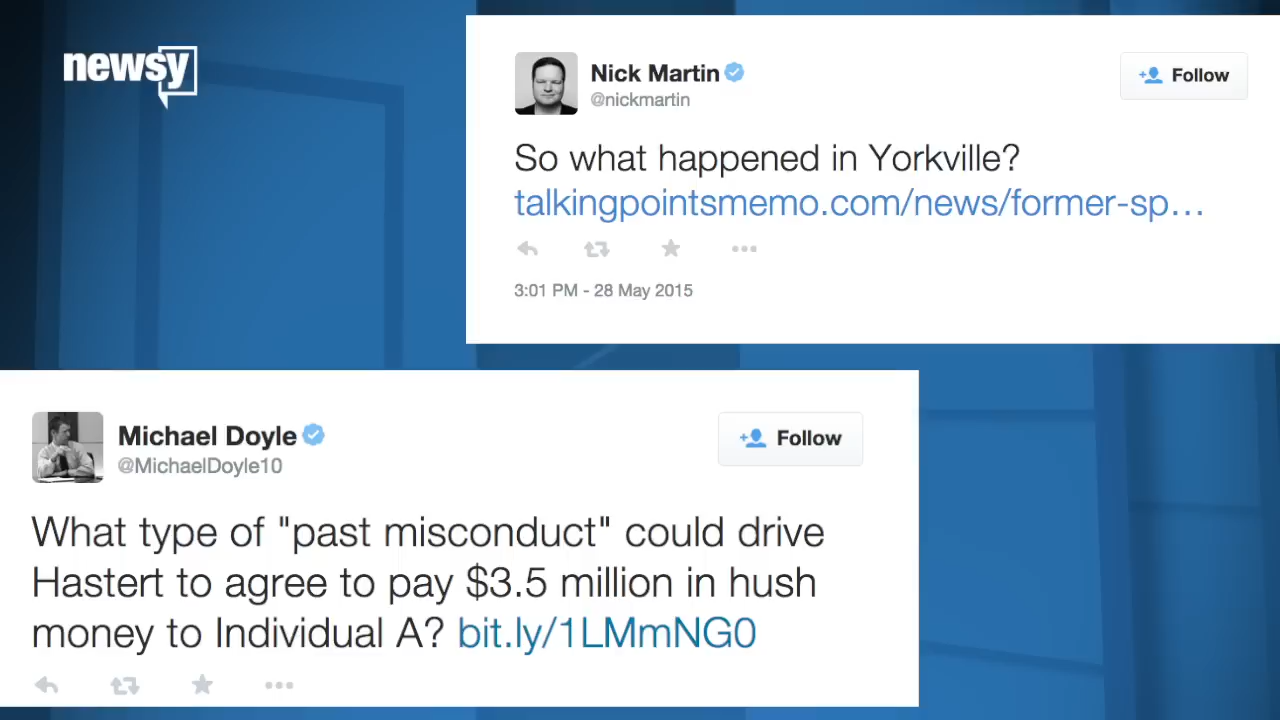 newsy
Nick Martin
@nickmartin
Follow
So what happened in Yorkville?
talkingpointsmemo.com/news/former-sp...
3:01 PM - 28 May 2015
Michael Doyle
@MichaelDoyle10
Follow
What type of "past misconduct" could drive
Hastert to agree to pay $3.5 million in hush
money to Individual A? bit.ly/1LMmNG0